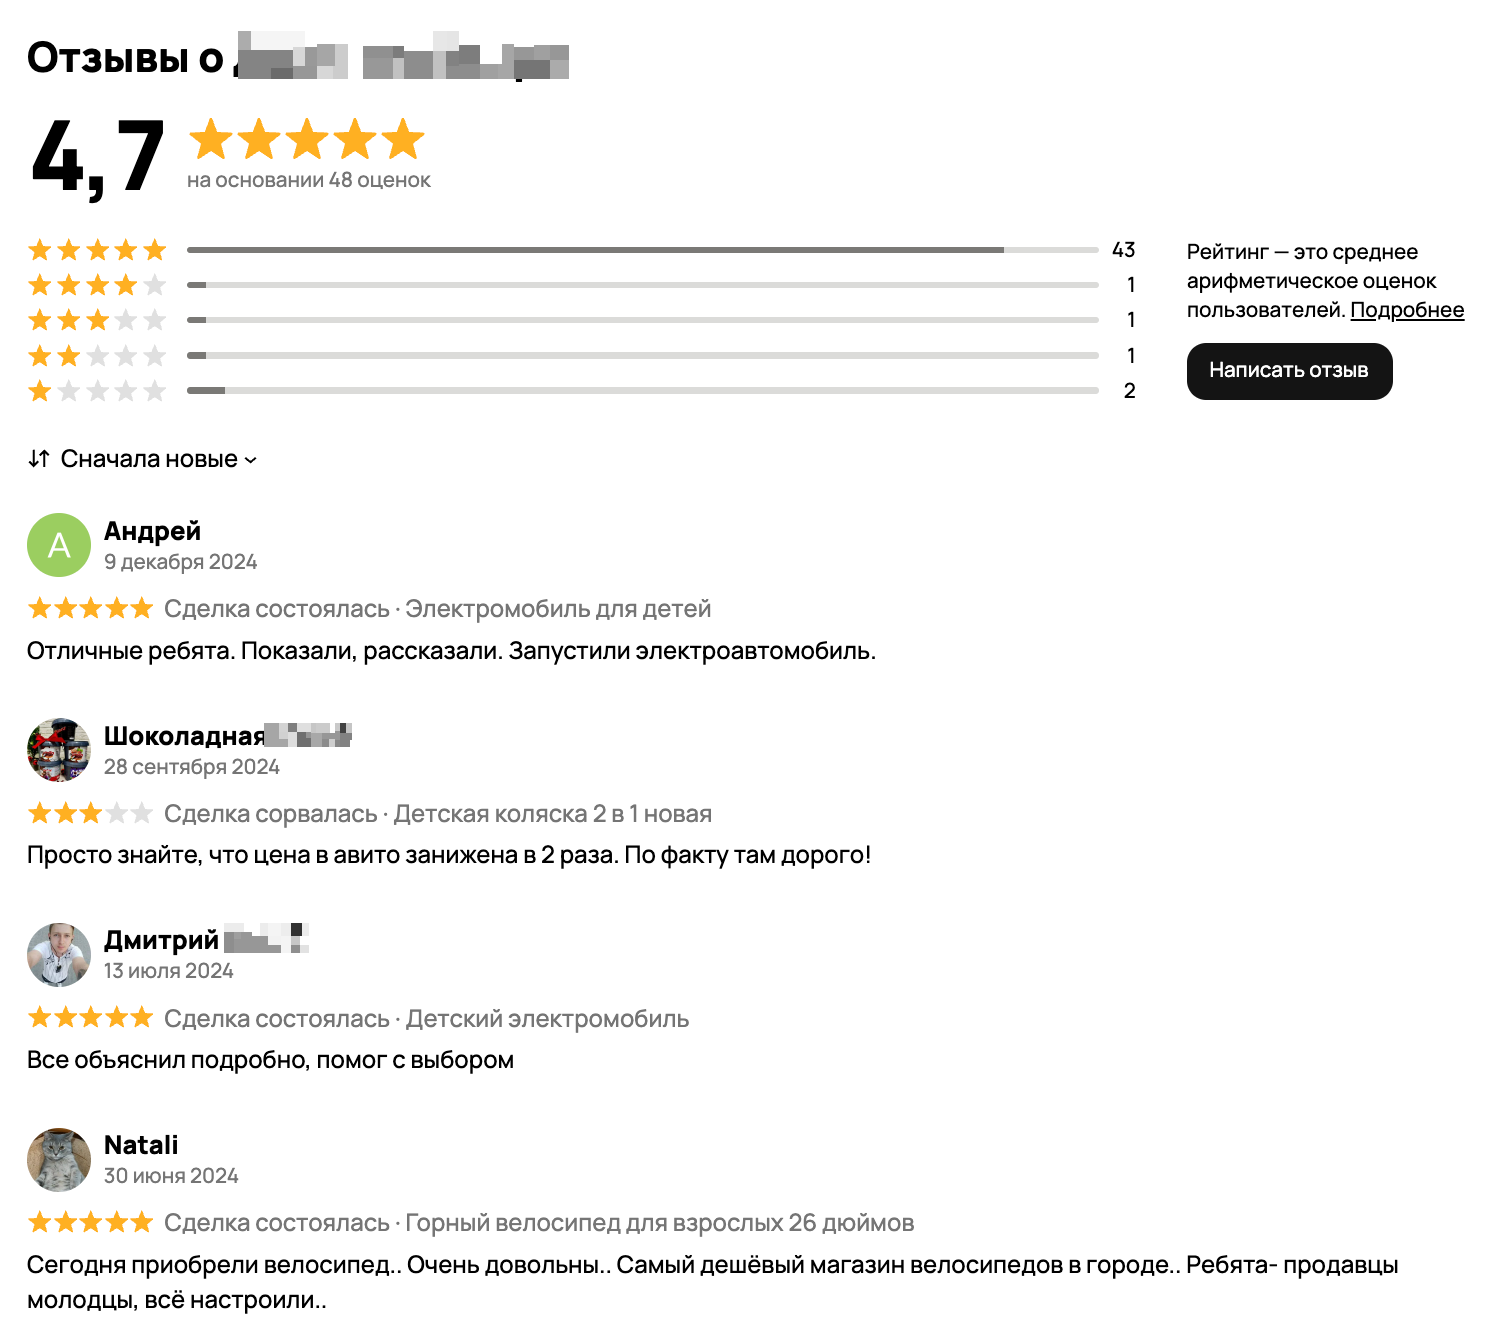 Отзывы о
4,7
на основании 48 оценок
43
1
1
1
2
Рейтинг — это среднее
арифметическое оценок
пользователей. Подробнее
Написать отзыв
Сначала новые
А
Андрей
9 декабря 2024
Сделка состоялась · Электромобиль для детей
Отличные ребята. Показали, рассказали. Запустили электроавтомобиль.
Шоколадная
28 сентября 2024
Сделка сорвалась · Детская коляска 2 в 1 новая
Просто знайте, что цена в авито занижена в 2 раза. По факту там дорого!
Дмитрий
13 июля 2024
Сделка состоялась · Детский электромобиль
Все объяснил подробно, помог с выбором
Natali
30 июня 2024
Сделка состоялась · Горный велосипед для взрослых 26 дюймов
Сегодня приобрели велосипед.. Очень довольны.. Самый дешёвый магазин велосипедов в городе.. Ребята- продавцы
молодцы, всё настроили..